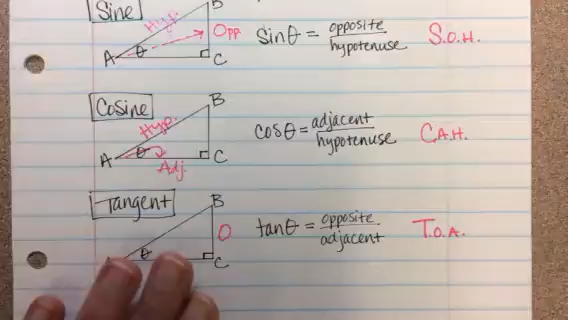 Sine
B
Hyp.
Opp.
A θ C
sinθ = opposite / hypotenuse
S.O.H.
Cosine
B
Hyp.
A θ C
Adj.
cosθ = adjacent / hypotenuse
C.A.H.
Tangent
B
O
θ C
tanθ = opposite / adjacent
T.O.A.